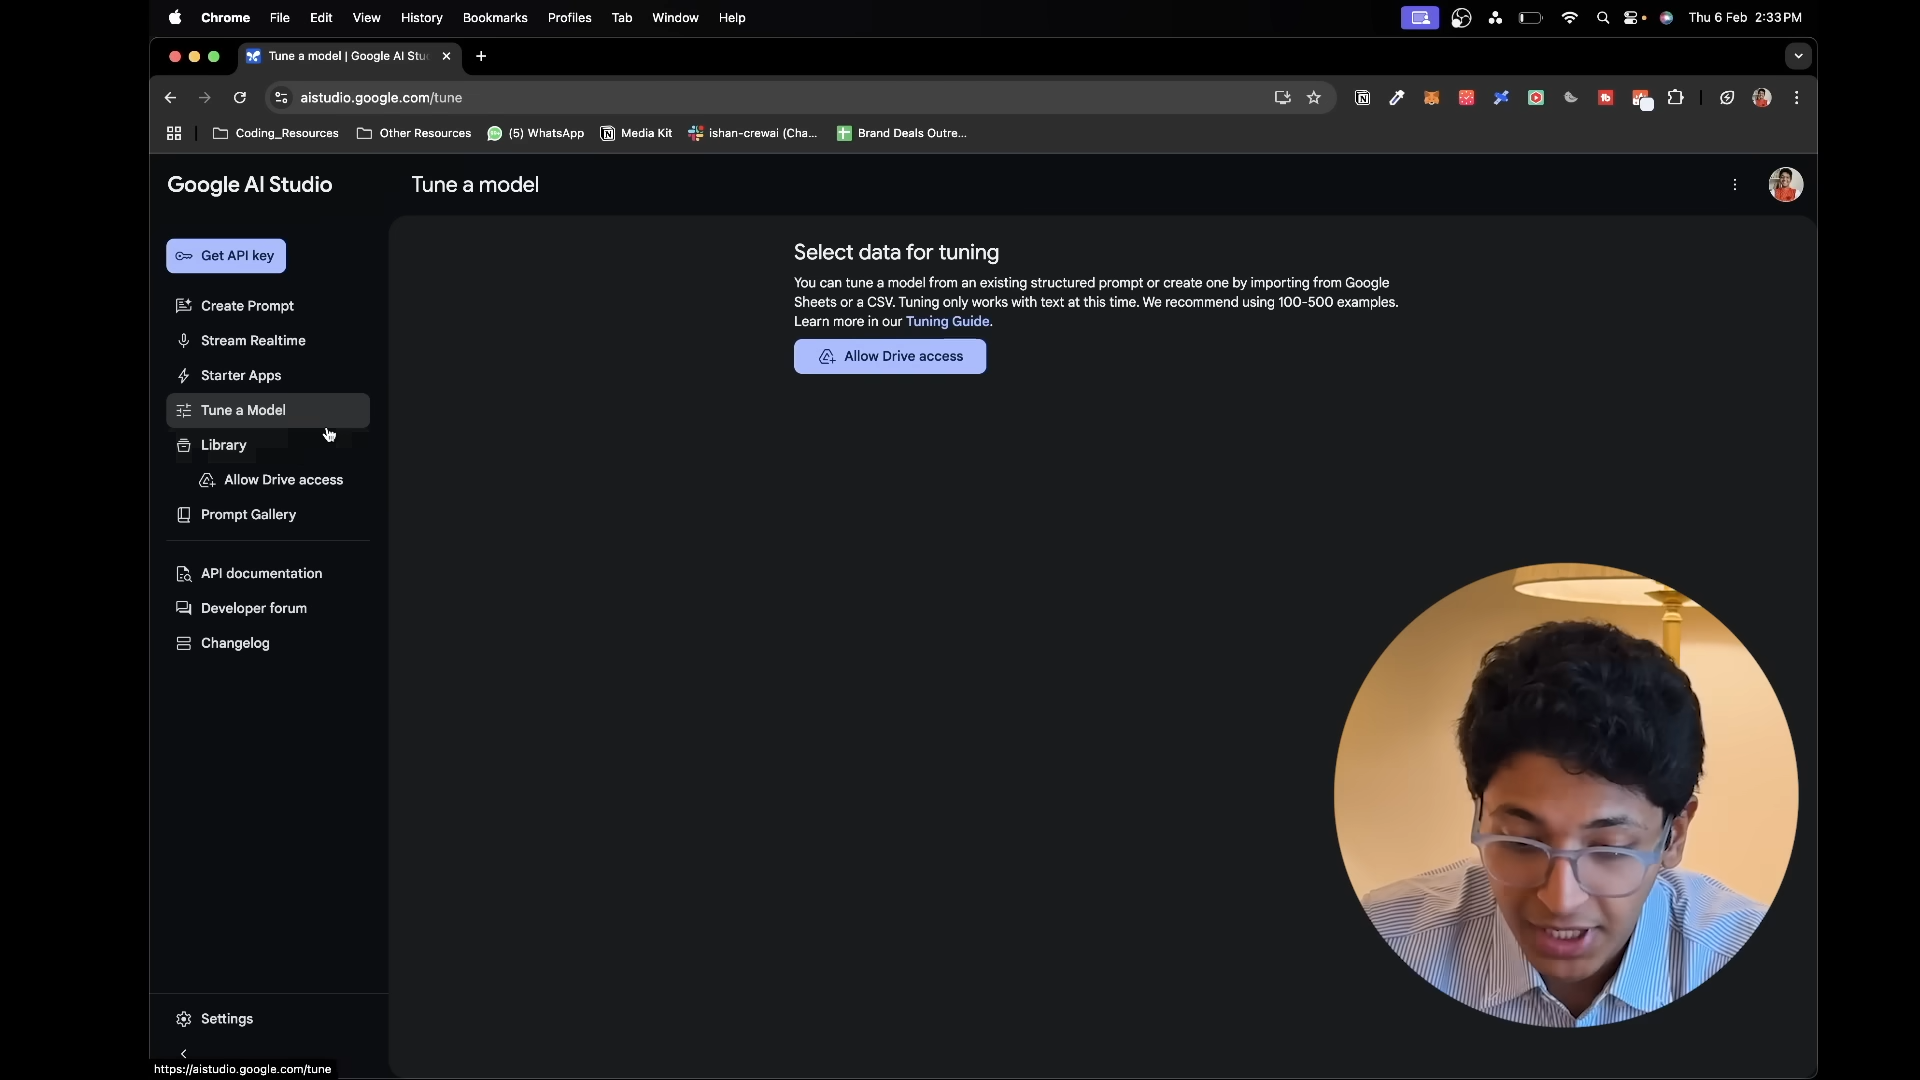 Chrome File Edit View History Bookmarks Profiles Tab Window Help Thu 6 Feb 2:33 PM
Tune a model | Google AI Stu
aistudio.google.com/tune
Coding_Resources Other Resources (5) WhatsApp Media Kit ishan-crewai (Cha... Brand Deals Outre...
Google AI Studio
Tune a model
Get API key
Create Prompt
Stream Realtime
Starter Apps
Tune a Model
Library
Allow Drive access
Prompt Gallery
API documentation
Developer forum
Changelog
Settings
https://aistudio.google.com/tune
Select data for tuning
You can tune a model from an existing structured prompt or create one by importing from Google
Sheets or a CSV. Tuning only works with text at this time. We recommend using 100-500 examples.
Learn more in our Tuning Guide.
Allow Drive access